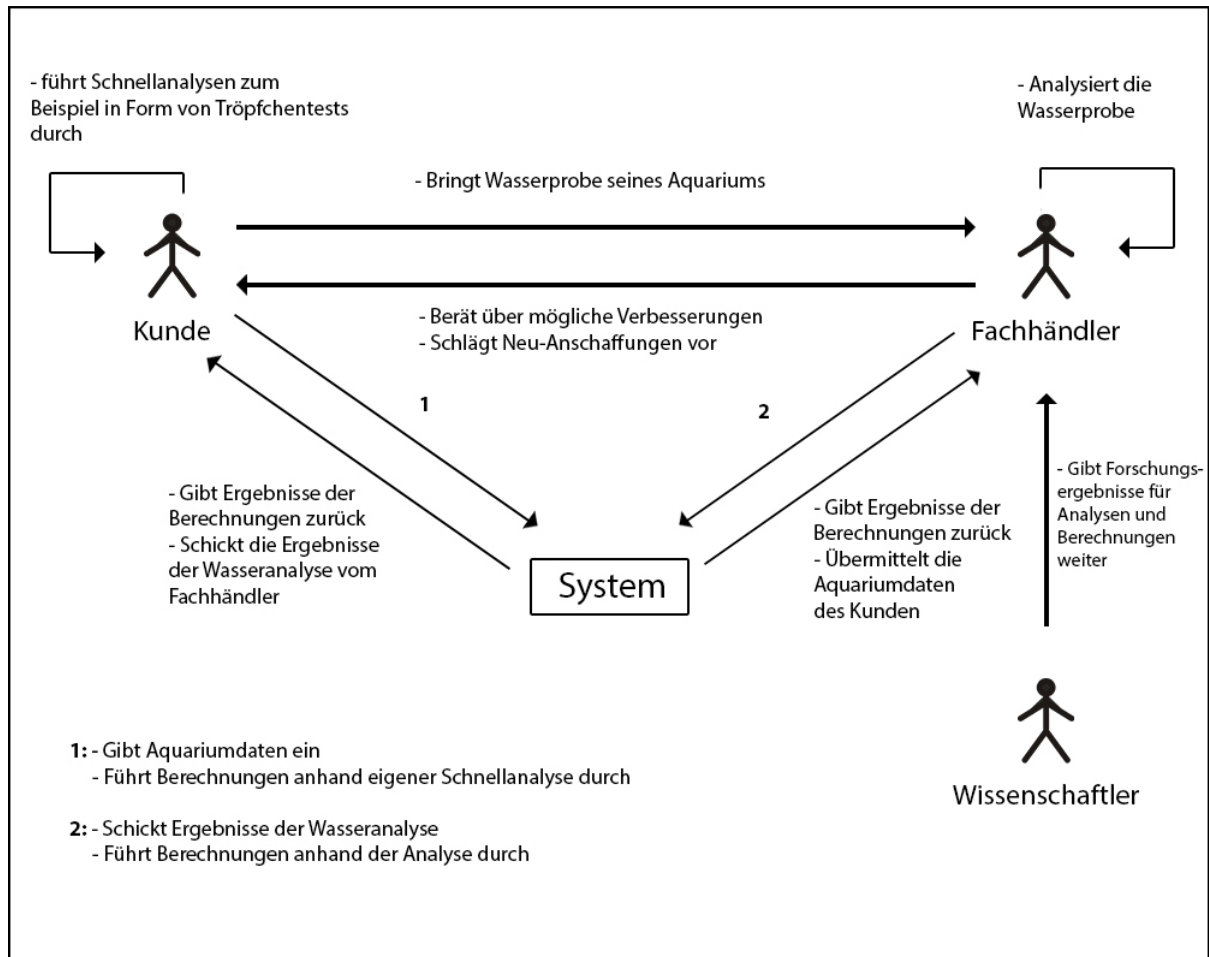 - führt Schnellanalysen zum
Beispiel in Form von Tröpfchentests
durch
- Analysiert die
Wasserprobe
- Bringt Wasserprobe seines Aquariums
Kunde
- Berät über mögliche Verbesserungen
- Schlägt Neu-Anschaffungen vor
Fachhändler
1
2
- Gibt Ergebnisse der
Berechnungen zurück
- Schickt die Ergebnisse
der Wasseranalyse vom
Fachhändler
System
- Gibt Ergebnisse der
Berechnungen zurück
- Übermittelt die
Aquariumdaten
des Kunden
- Gibt Forschungs-
ergebnisse für
Analysen und
Berechnungen
weiter
Wissenschaftler
1: - Gibt Aquariumdaten ein
- Führt Berechnungen anhand eigener Schnellanalyse durch
2: - Schickt Ergebnisse der Wasseranalyse
- Führt Berechnungen anhand der Analyse durch